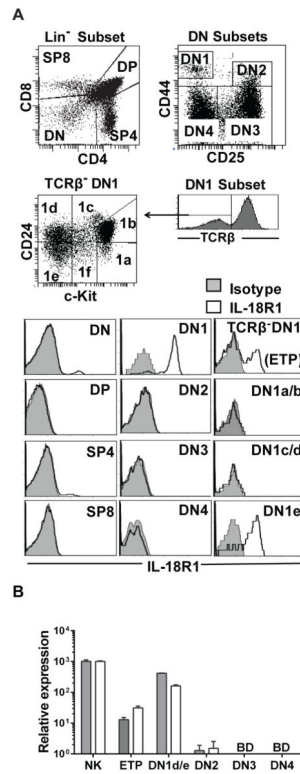 A
Lin⁻ Subset
DN Subsets
SP8
DP
DN
SP4
CD8
CD4
DN1
DN2
DN4
DN3
CD44
CD25
TCRβ⁻ DN1
DN1 Subset
1d
1c
1b
1e
1f
1a
CD24
c-Kit
TCRβ
Isotype
IL-18R1
DN
DN1
TCRβ⁻DN1
(ETP)
DP
DN2
DN1a/b
SP4
DN3
DN1c/d
SP8
DN4
DN1e
IL-18R1
B
Relative expression
10⁴
10³
10²
10¹
10⁰
BD
BD
NK
ETP
DN1d/e
DN2
DN3
DN4